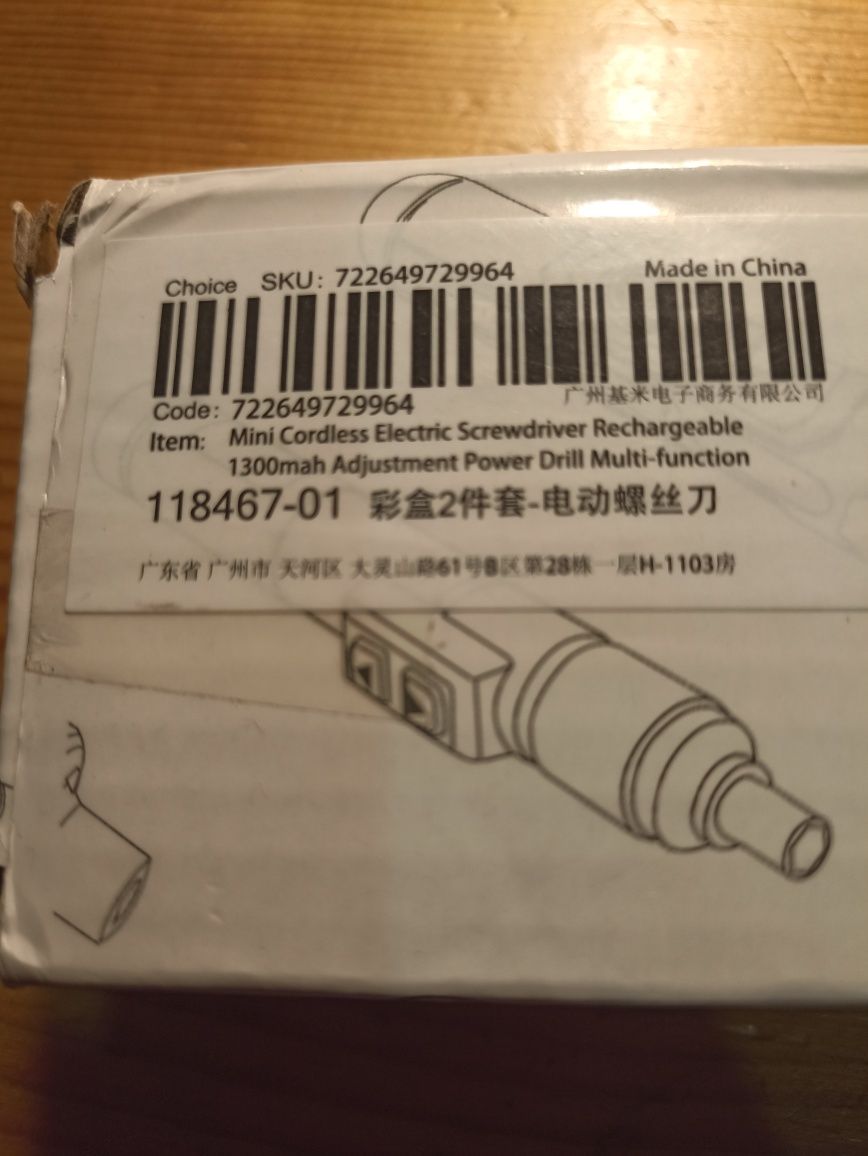 Choice SKU: 722649729964 Made in China
广州基米电子商务有限公司
Code: 722649729964
Item: Mini Cordless Electric Screwdriver Rechargeable
1300mah Adjustment Power Drill Multi-function
118467-01 彩盒2件套-电动螺丝刀
广东省 广州市 天河区 大灵山路61号B区第28栋一层H-1103房